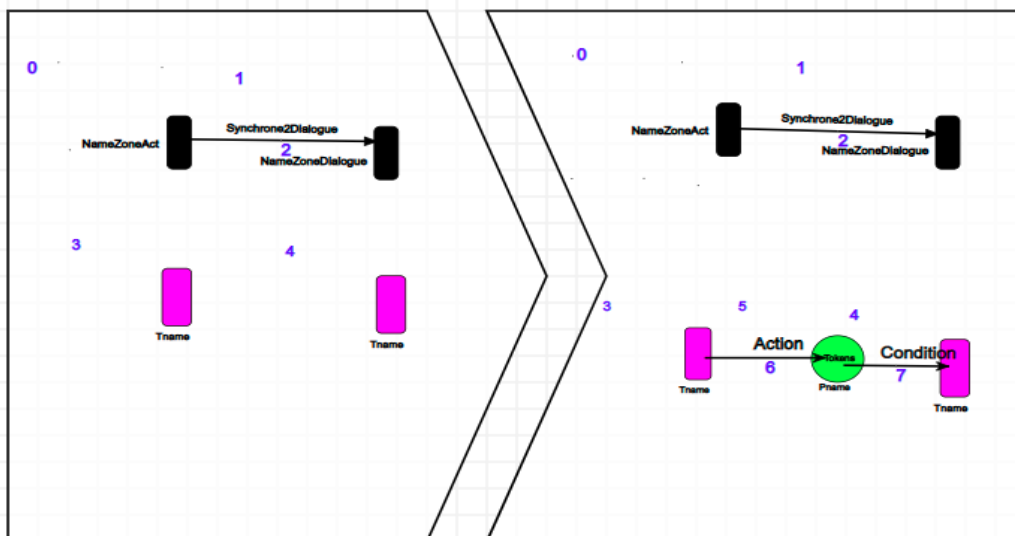 0
1
Synchrone2Dialogue
NameZoneAct
2
NameZoneDialogue
3
4
Tname
Tname
0
1
Synchrone2Dialogue
NameZoneAct
2
NameZoneDialogue
3
5
4
Action
Tokens
Condition
6
7
Tname
Pname
Tname